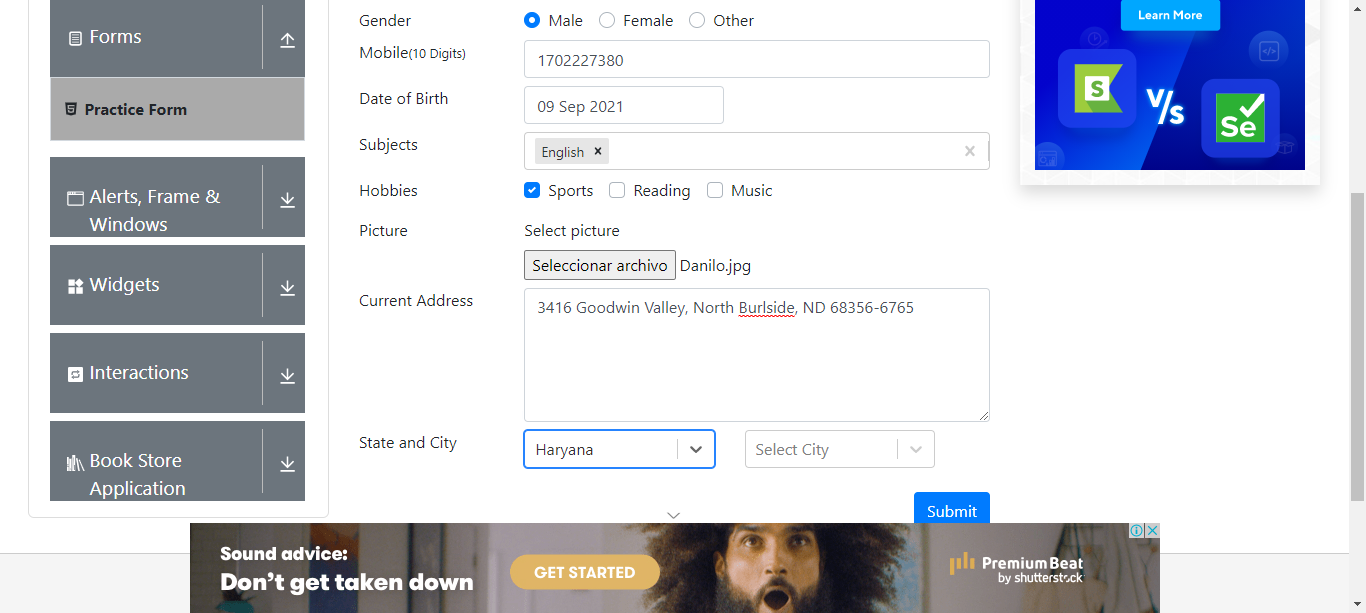 Forms
Practice Form
Alerts, Frame &
Windows
Widgets
Interactions
Book Store
Application
Gender
Male
Female
Other
Mobile(10 Digits)
1702227380
Date of Birth
09 Sep 2021
Subjects
English ×
Hobbies
Sports
Reading
Music
Picture
Select picture
Seleccionar archivo Danilo.jpg
Current Address
3416 Goodwin Valley, North Burlside, ND 68356-6765
State and City
Haryana
Select City
Submit
Learn More
S
V/s
Se
Sound advice:
Don't get taken down
GET STARTED
PremiumBeat
by shutterstock